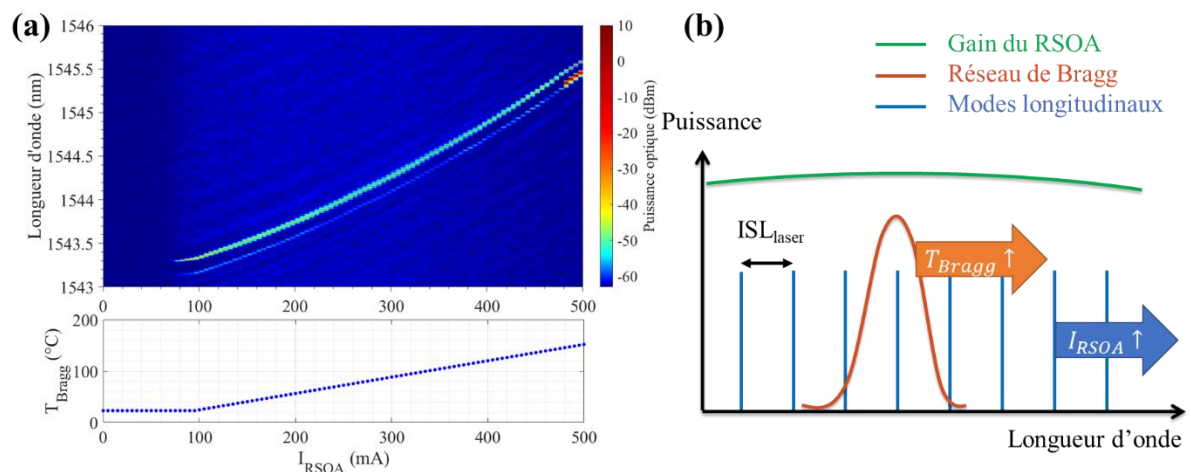 (a)
1546
1545.5
1545
1544.5
1544
1543.5
1543
Longueur d'onde (nm)
0 100 200 300 400 500
10
0
-10
-20
-30
-40
-50
-60
Puissance optique (dBm)
200
100
0
T_Bragg (°C)
0 100 200 300 400 500
I_RSOA (mA)
(b)
Gain du RSOA
Réseau de Bragg
Modes longitudinaux
Puissance
ISL_laser
T_Bragg ↑
I_RSOA ↑
Longueur d’onde